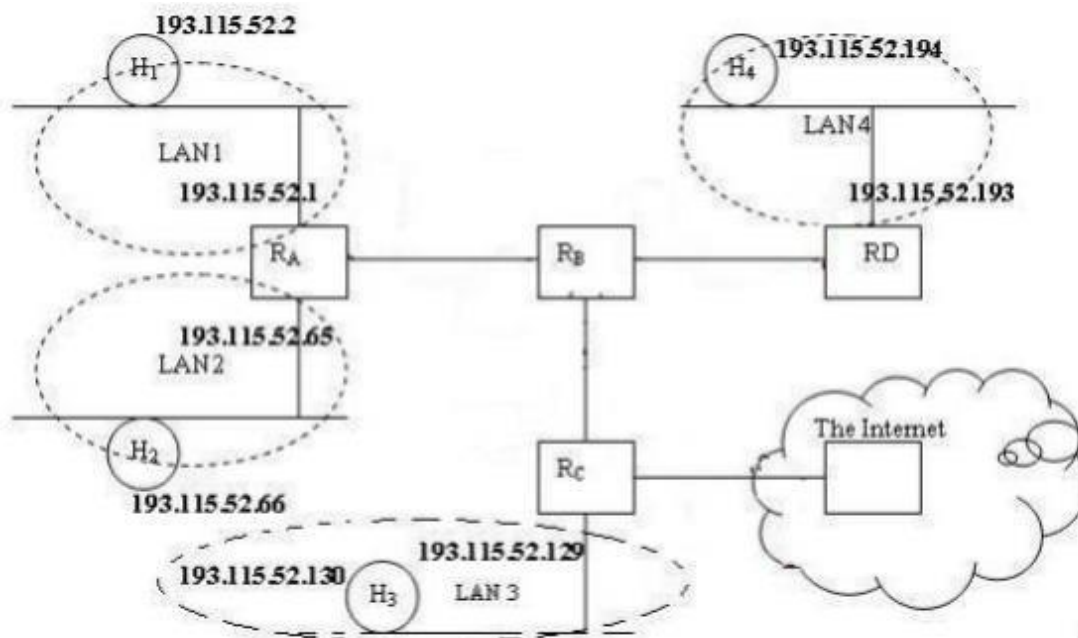 193.115.52.2
H1
LAN1
193.115.52.1
RA
193.115.52.65
LAN2
H2
193.115.52.66
RB
193.115.52.194
H4
LAN4
193.115.52.193
RD
The Internet
RC
193.115.52.129
193.115.52.130
H3
LAN 3